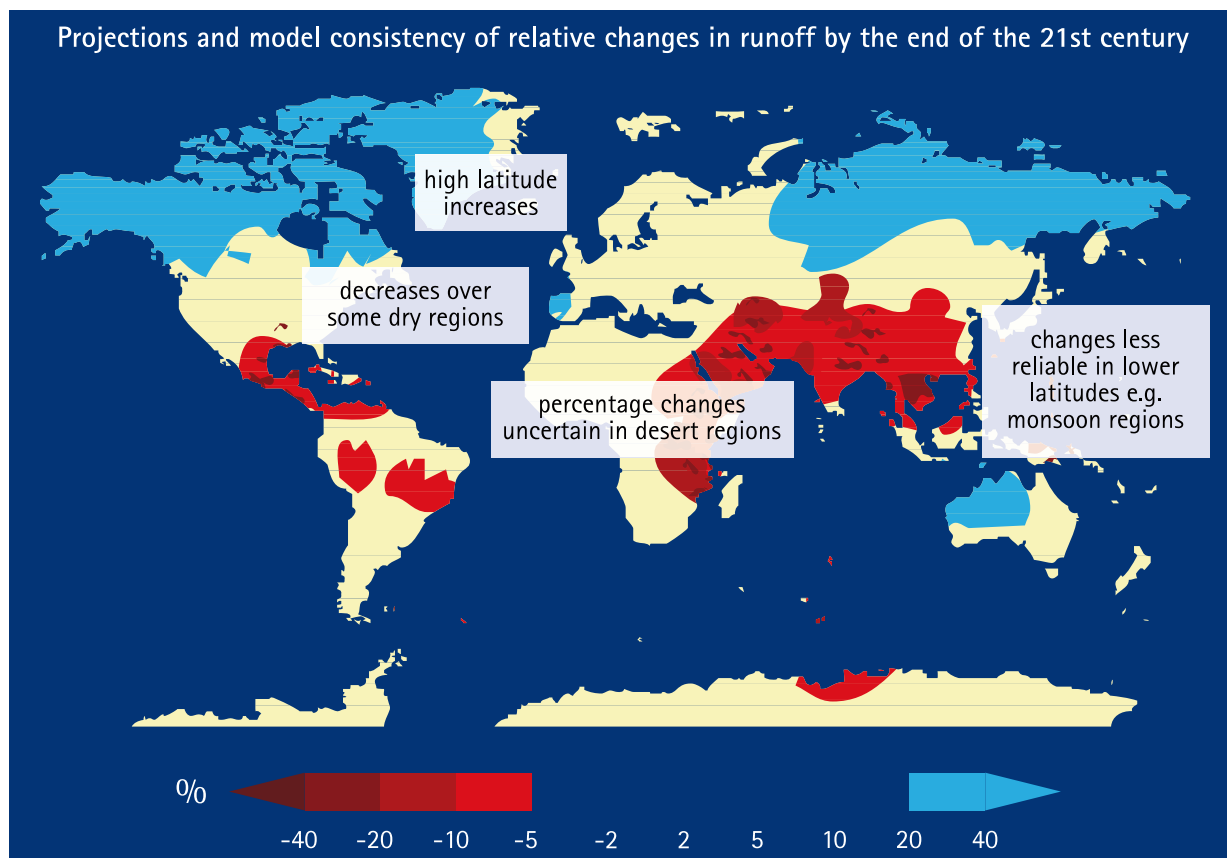 Projections and model consistency of relative changes in runoff by the end of the 21st century
high latitude
increases
decreases over
some dry regions
changes less
reliable in lower
latitudes e.g.
monsoon regions
percentage changes
uncertain in desert regions
%
-40 -20 -10 -5 -2 2 5 10 20 40